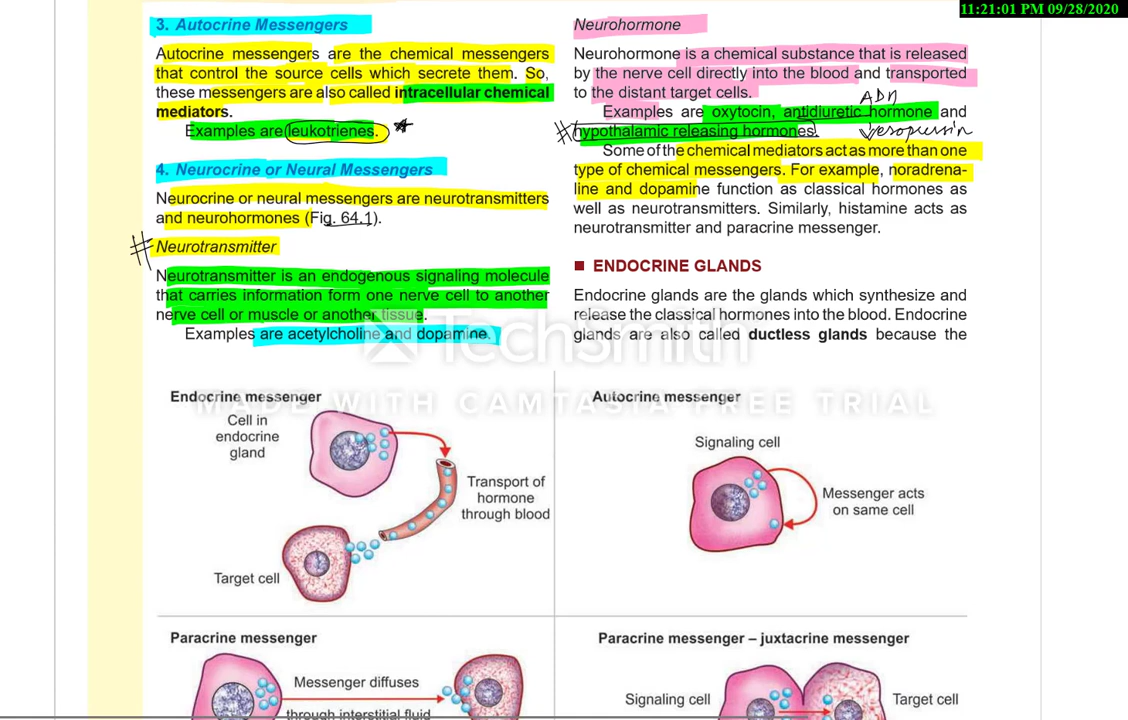 11:21:01 PM 09/28/2020
3. Autocrine Messengers
Autocrine messengers are the chemical messengers
that control the source cells which secrete them. So,
these messengers are also called intracellular chemical
mediators.
Examples are leukotrienes.
4. Neurocrine or Neural Messengers
Neurocrine or neural messengers are neurotransmitters
and neurohormones (Fig. 64.1).
# Neurotransmitter
Neurotransmitter is an endogenous signaling molecule
that carries information form one nerve cell to another
nerve cell or muscle or another tissue.
Examples are acetylcholine and dopamine.
Neurohormone
Neurohormone is a chemical substance that is released
by the nerve cell directly into the blood and transported
to the distant target cells.
ADH
Examples are oxytocin, antidiuretic hormone and
# hypothalamic releasing hormones.
Some of the chemical mediators act as more than one
type of chemical messengers. For example, noradrena-
line and dopamine function as classical hormones as
well as neurotransmitters. Similarly, histamine acts as
neurotransmitter and paracrine messenger.
■ ENDOCRINE GLANDS
Endocrine glands are the glands which synthesize and
release the classical hormones into the blood. Endocrine
glands are also called ductless glands because the
TechSmith
MADE WITH CAMTASIA FREE TRIAL
Endocrine messenger
Cell in
endocrine
gland
Transport of
hormone
through blood
Target cell
Autocrine messenger
Signaling cell
Messenger acts
on same cell
Paracrine messenger
Messenger diffuses
through interstitial fluid
Paracrine messenger – juxtacrine messenger
Signaling cell
Target cell